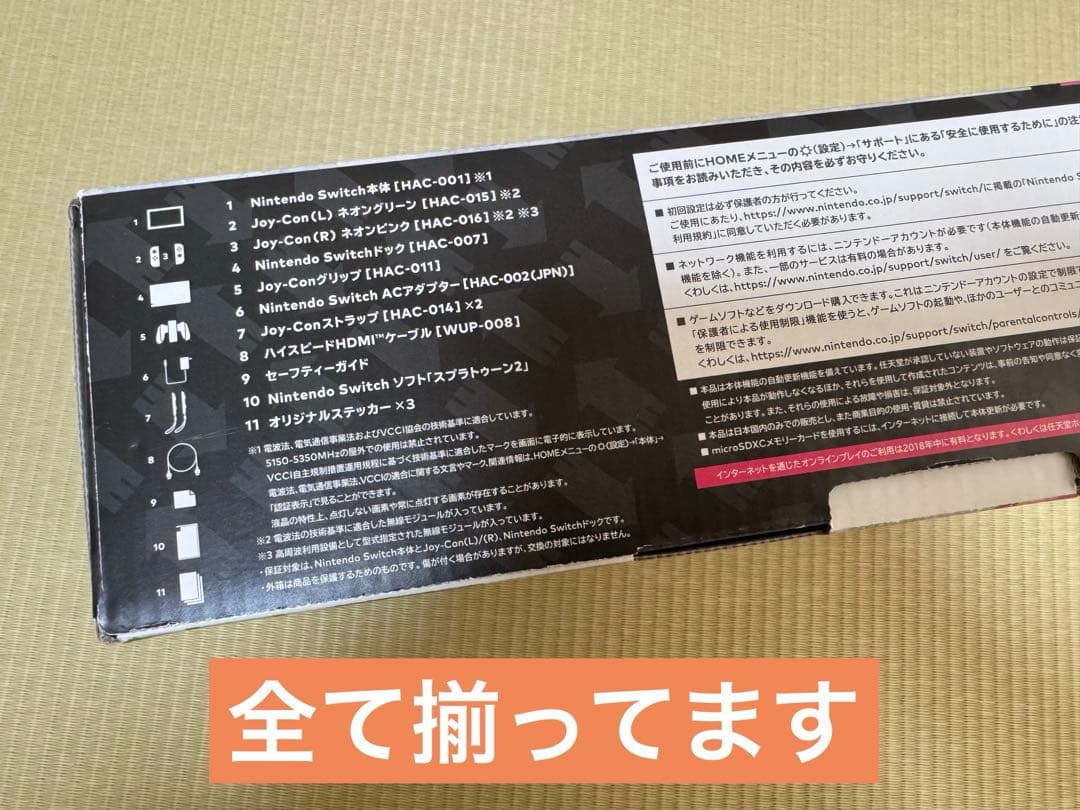 1 Nintendo Switch本体 [HAC-001] ※1
2 Joy-Con(L) ネオングリーン [HAC-015] ※2
3 Joy-Con(R) ネオンピンク [HAC-016] ※2 ※3
4 Nintendo Switchドック [HAC-007]
5 Joy-Conグリップ [HAC-011]
6 Nintendo Switch ACアダプター [HAC-002(JPN)]
7 Joy-Conストラップ [HAC-014] ×2
8 ハイスピードHDMI™ケーブル [WUP-008]
9 セーフティーガイド
10 Nintendo Switch ソフト「スプラトゥーン2」
11 オリジナルステッカー ×3
※1 電波法、電気通信事業法およびVCCI協会の技術基準に適合しています。
5150-5350MHzの屋外での使用は禁止されています。
VCCI自主規制措置運用規程に基づく技術基準に適合したマークを画面に電子的に表示しています。
電波法、電気通信事業法、VCCIの適合に関する文言やマーク、関連情報は、HOMEメニューの(設定)→「本体」→
「認証表示」で見ることができます。
液晶の特性上、点灯しない画素や常に点灯する画素が存在することがあります。
※2 電波法の技術基準に適合した無線モジュールが入っています。
※3 高周波利用設備として型式指定された無線モジュールが入っています。
・保証対象は、Nintendo Switch本体とJoy-Con(L)/(R)、Nintendo Switchドックです。
・外箱は商品を保護するためのものです。傷が付く場合がありますが、交換の対象にはなりません。
1
2
3
4
5
6
7
8
9
10
11
ご使用前にHOMEメニューの(設定)→「サポート」にある「安全に使用するために」の注
事項をお読みいただき、その内容を必ずお守りください。
■ 初回設定は必ず保護者の方が行ってください。
ご使用にあたり、https://www.nintendo.co.jp/support/switch/に掲載の「Nintendo S
利用規約」に同意していただく必要があります。
■ ネットワーク機能を利用するには、ニンテンドーアカウントが必要です(本体機能の自動更新
機能を除く)。また、一部のサービスは有料の場合があります。
くわしくは、https://www.nintendo.co.jp/support/switch/user/ をご覧ください。
■ ゲームソフトなどをダウンロード購入できます。これはニンテンドーアカウントの設定で制限
「保護者による使用制限」機能を使うと、ゲームソフトの起動や、ほかのユーザーとのコミュニ
を制限できます。
くわしくは、https://www.nintendo.co.jp/support/switch/parentalcontrols/
■ 本品は本体機能の自動更新機能を備えています。任天堂が承認していない装置やソフトウェアの動作は保証
使用により本品が動作しなくなるほか、それらを使用して作成されたコンテンツは、事前の告知や同意なく
ことがあります。また、それらの使用による故障や損害は、保証対象外となります。
■ 本品は日本国内のみでの販売とし、また商業目的の使用・賃貸は禁止されています。
■ microSDXCメモリーカードを使用するには、インターネットに接続して本体更新が必要です。
インターネットを通じたオンラインプレイのご利用は2018年中に有料となります。くわしくは任天堂ホ
全て揃ってます